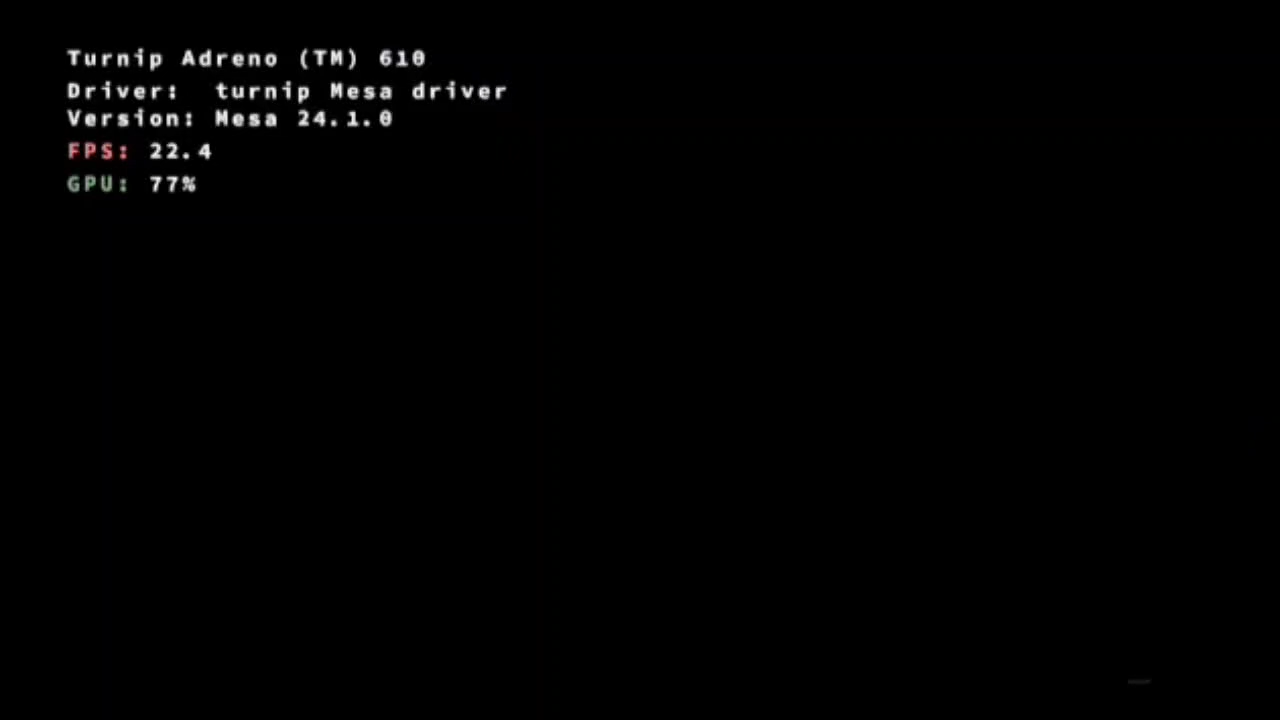 Turnip Adreno (TM) 610
Driver: turnip Mesa driver
Version: Mesa 24.1.0
FPS: 22.4
GPU: 77%